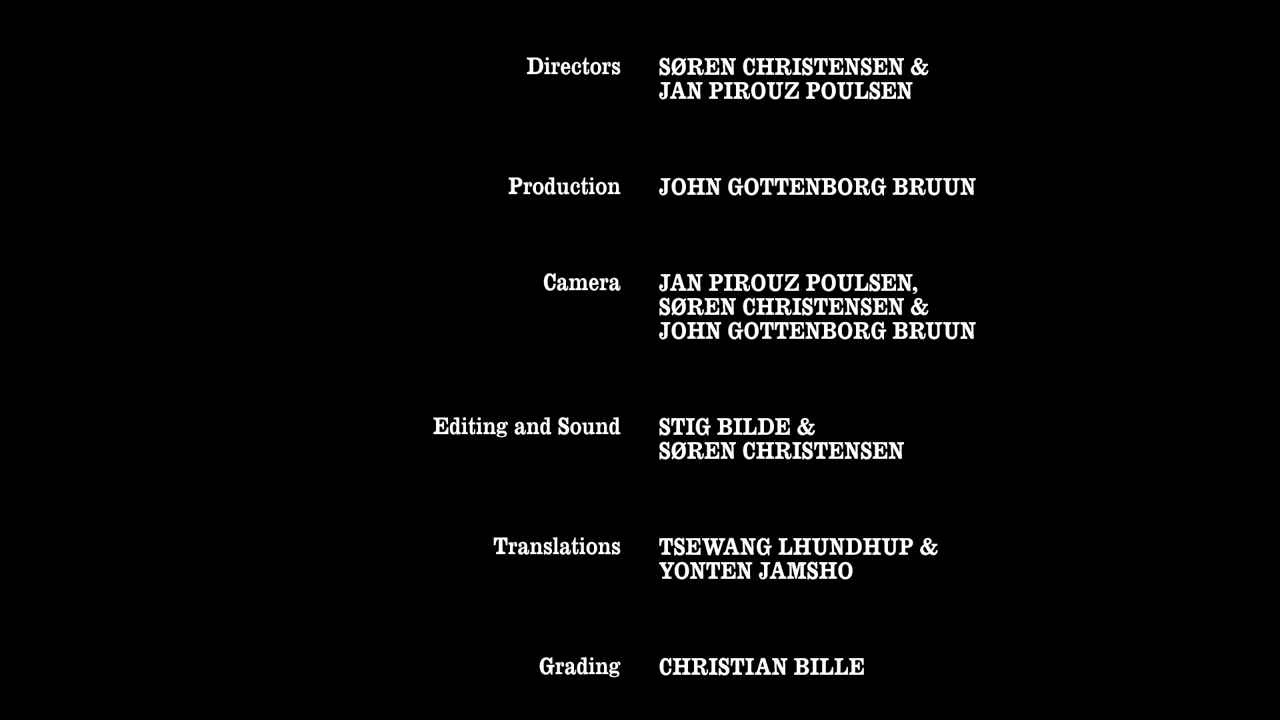 Directors SØREN CHRISTENSEN &
JAN PIROUZ POULSEN
Production JOHN GOTTENBORG BRUUN
Camera JAN PIROUZ POULSEN,
SØREN CHRISTENSEN &
JOHN GOTTENBORG BRUUN
Editing and Sound STIG BILDE &
SØREN CHRISTENSEN
Translations TSEWANG LHUNDHUP &
YONTEN JAMSHO
Grading CHRISTIAN BILLE